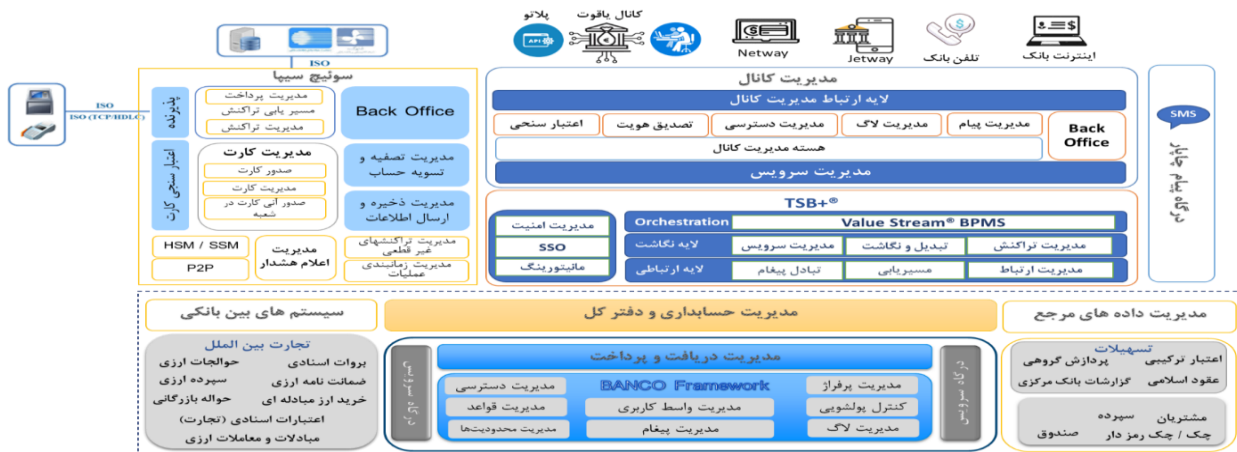 اینترنت بانک
تلفن بانک
Jetway
Netway
کانال یاقوت
پلاتو
API
ISO
سوئیچ سیپا
ISO
ISO (TCP/HDLC)
پذیرنده
مدیریت پرداخت
مسیر یابی تراکنش
مدیریت تراکنش
Back Office
اعتبار سنجی کارت
مدیریت کارت
صدور کارت
مدیریت کارت
صدور آنی کارت در
شعبه
مدیریت تصفیه و
تسویه حساب
مدیریت ذخیره و
ارسال اطلاعات
HSM / SSM
P2P
مدیریت
اعلام هشدار
مدیریت تراکنشهای
غیر قطعی
مدیریت زمانبندی
عملیات
مدیریت کانال
لایه ارتباط مدیریت کانال
مدیریت پیام
مدیریت لاگ
مدیریت دسترسی
تصدیق هویت
اعتبار سنجی
Back
Office
هسته مدیریت کانال
مدیریت سرویس
SMS
درگاه پیام چاپار
TSB+®
مدیریت امنیت
SSO
مانیتورینگ
Orchestration
Value Stream® BPMS
لایه نگاشت
مدیریت سرویس
تبدیل و نگاشت
مدیریت تراکنش
لایه ارتباطی
تبادل پیغام
مسیریابی
مدیریت ارتباط
مدیریت داده های مرجع
مدیریت حسابداری و دفتر کل
سیستم های بین بانکی
تسهیلات
اعتبار ترکیبی
پردازش گروهی
عقود اسلامی
گزارشات بانک مرکزی
مشتریان
سپرده
چک / چک رمز دار
صندوق
درگاه سرویس
مدیریت دریافت و پرداخت
BANCO Framework
مدیریت پرفراژ
مدیریت دسترسی
کنترل پولشویی
مدیریت واسط کاربری
مدیریت قواعد
مدیریت لاگ
مدیریت پیغام
مدیریت محدودیت‌ها
درگاه سرویس
تجارت بین الملل
بروات اسنادی
حوالجات ارزی
ضمانت نامه ارزی
سپرده ارزی
خرید ارز مبادله ای
حواله بازرگانی
اعتبارات اسنادی (تجارت)
مبادلات و معاملات ارزی